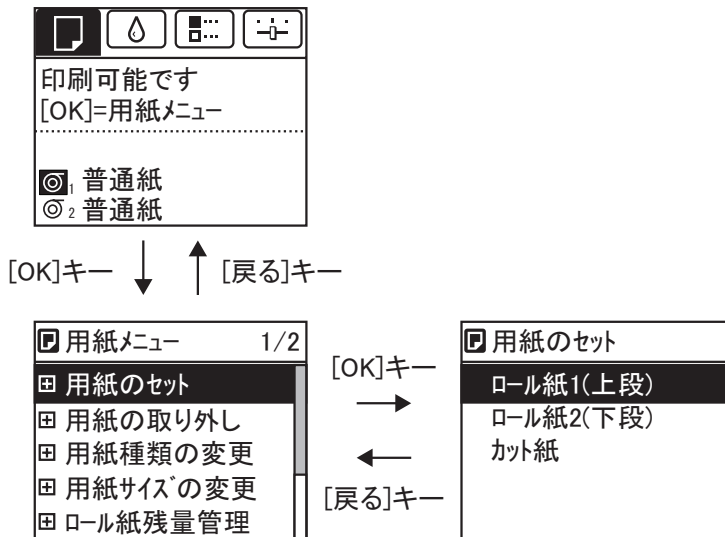 印刷可能です
[OK]=用紙ﾒﾆｭｰ
1 普通紙
2 普通紙
[OK]キー
[戻る]キー
用紙ﾒﾆｭｰ 1/2
用紙のｾｯﾄ
用紙の取り外し
用紙種類の変更
用紙ｻｲｽﾞの変更
ﾛｰﾙ紙残量管理
[OK]キー
[戻る]キー
用紙のｾｯﾄ
ﾛｰﾙ紙1(上段)
ﾛｰﾙ紙2(下段)
ｶｯﾄ紙